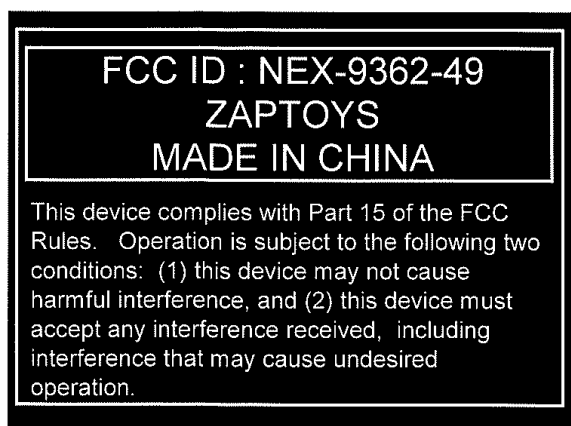 FCC ID : NEX-9362-49
ZAPTOYS
MADE IN CHINA
This device complies with Part 15 of the FCC
Rules.   Operation is subject to the following two
conditions:  (1) this device may not cause
harmful interference, and (2) this device must
accept any interference received,  including
interference that may cause undesired
operation.